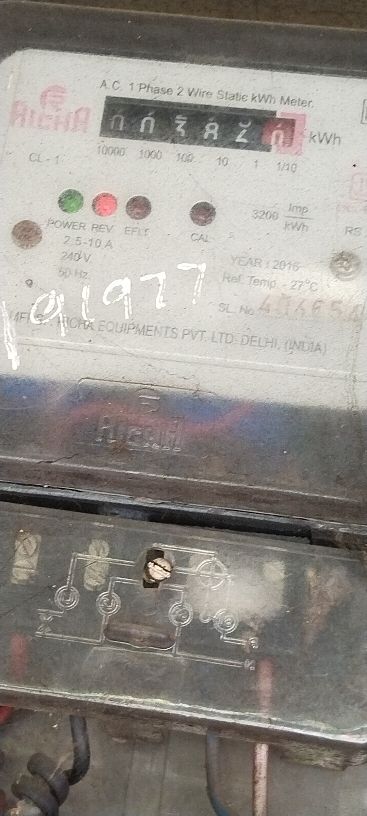 A.C. 1 Phase 2 Wire Static kWh Meter.
RICHA
kWh
10000 1000 100 10 1 1/10
CL-1
POWER REV EFLT CAL
3200 Imp/kWh
RS
2.5-10 A
240 V
50 Hz.
YEAR : 2016
Ref. Temp. - 27°C
SL. No.
191977
RICHA EQUIPMENTS PVT. LTD. DELHI, (INDIA)
RICHA